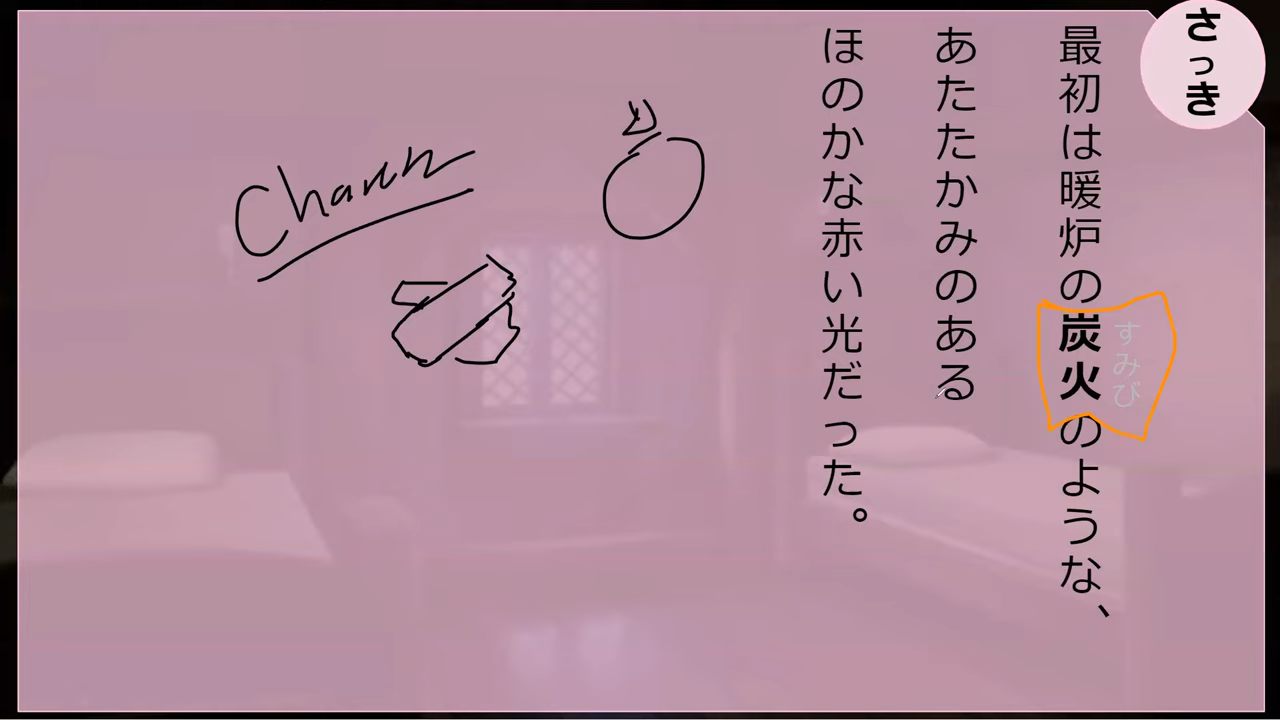 さっき
最初は暖炉の炭火のような、
すみび
あたたかみのある
ほのかな赤い光だった。